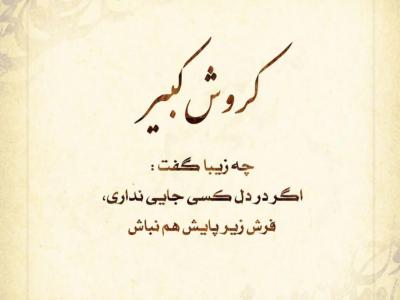 کروش کبیر
چه زیبا گفت :
اگر در دل کسی جایی نداری،
فرش زیر پایش هم نباش